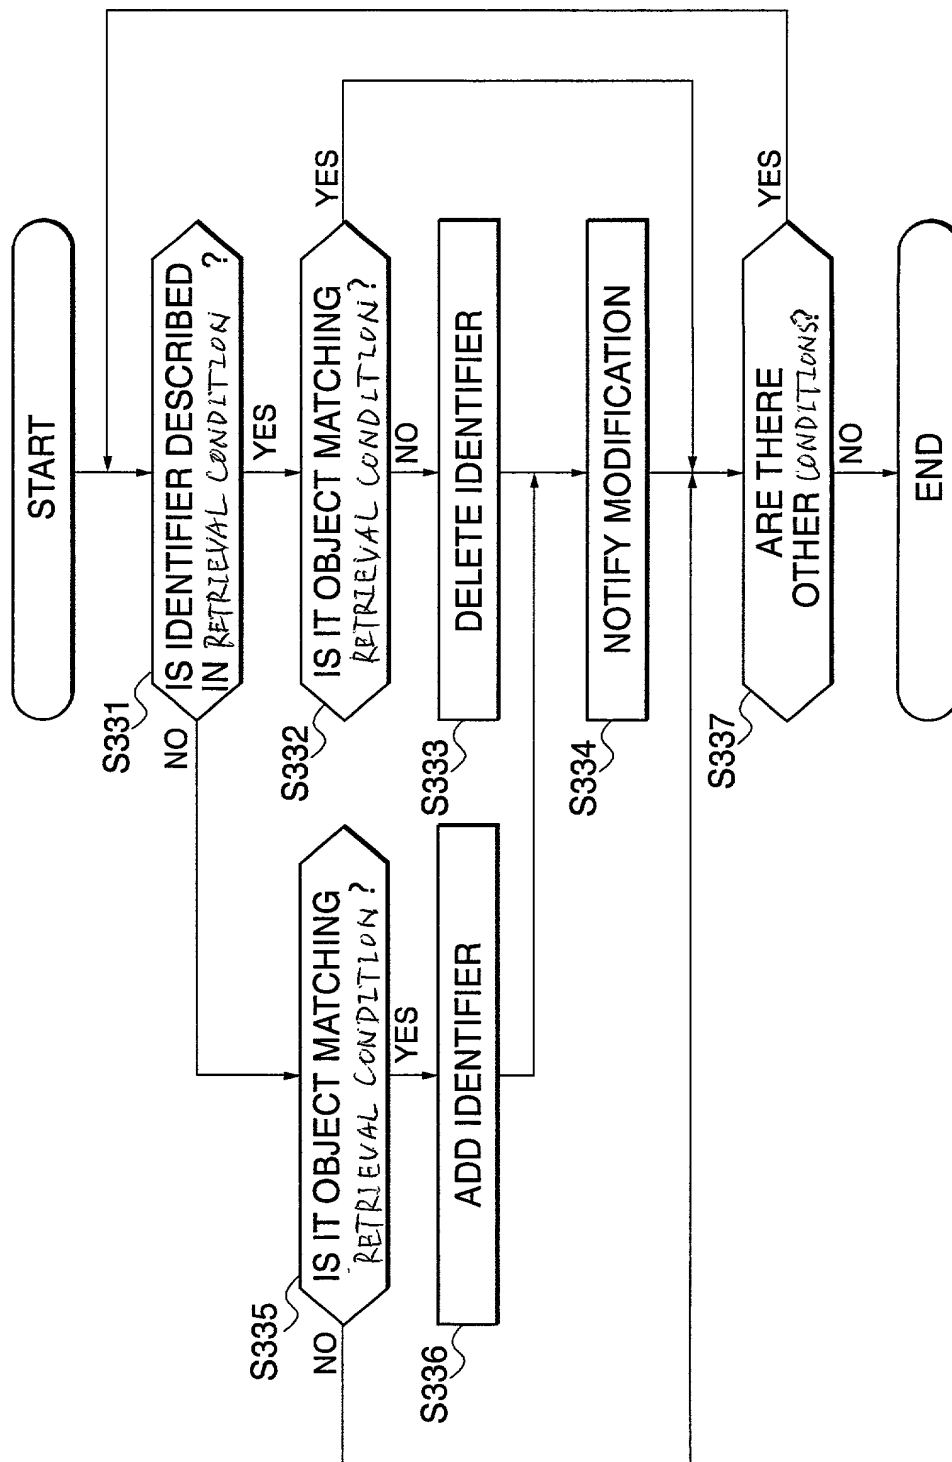 START
S331
IS IDENTIFIER DESCRIBED
IN RETRIEVAL CONDITION ?
NO
YES
S332
IS IT OBJECT MATCHING
RETRIEVAL CONDITION?
YES
NO
S333
DELETE IDENTIFIER
S334
NOTIFY MODIFICATION
S335
IS IT OBJECT MATCHING
RETRIEVAL CONDITION?
NO
YES
S336
ADD IDENTIFIER
S337
ARE THERE
OTHER CONDITIONS?
YES
NO
END